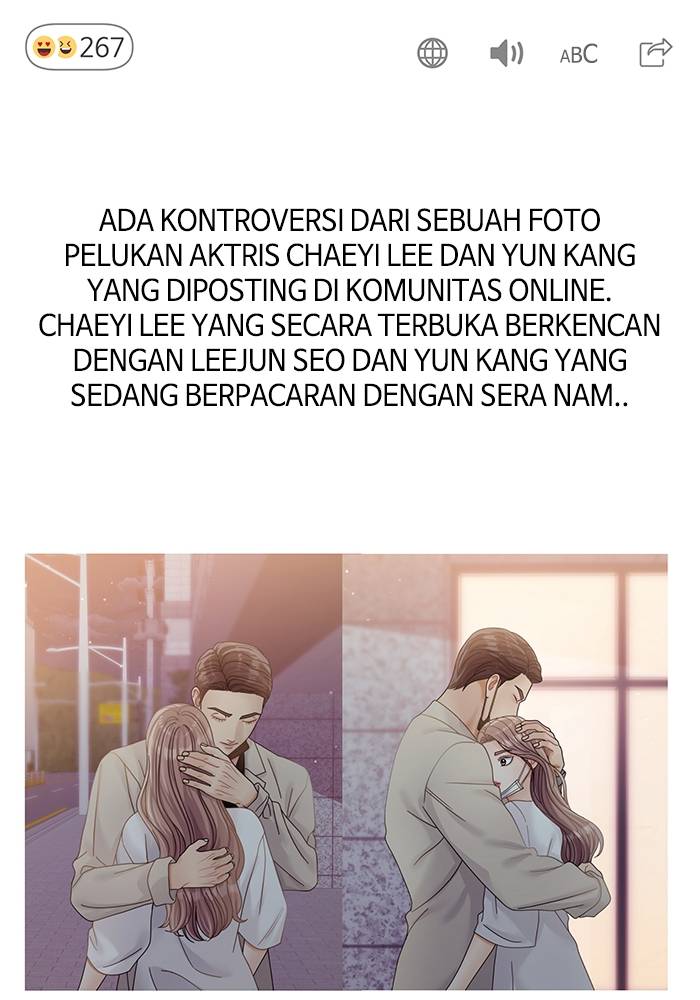 267
ABC
ADA KONTROVERSI DARI SEBUAH FOTO
PELUKAN AKTRIS CHAEYI LEE DAN YUN KANG
YANG DIPOSTING DI KOMUNITAS ONLINE.
CHAEYI LEE YANG SECARA TERBUKA BERKENCAN
DENGAN LEEJUN SEO DAN YUN KANG YANG
SEDANG BERPACARAN DENGAN SERA NAM..